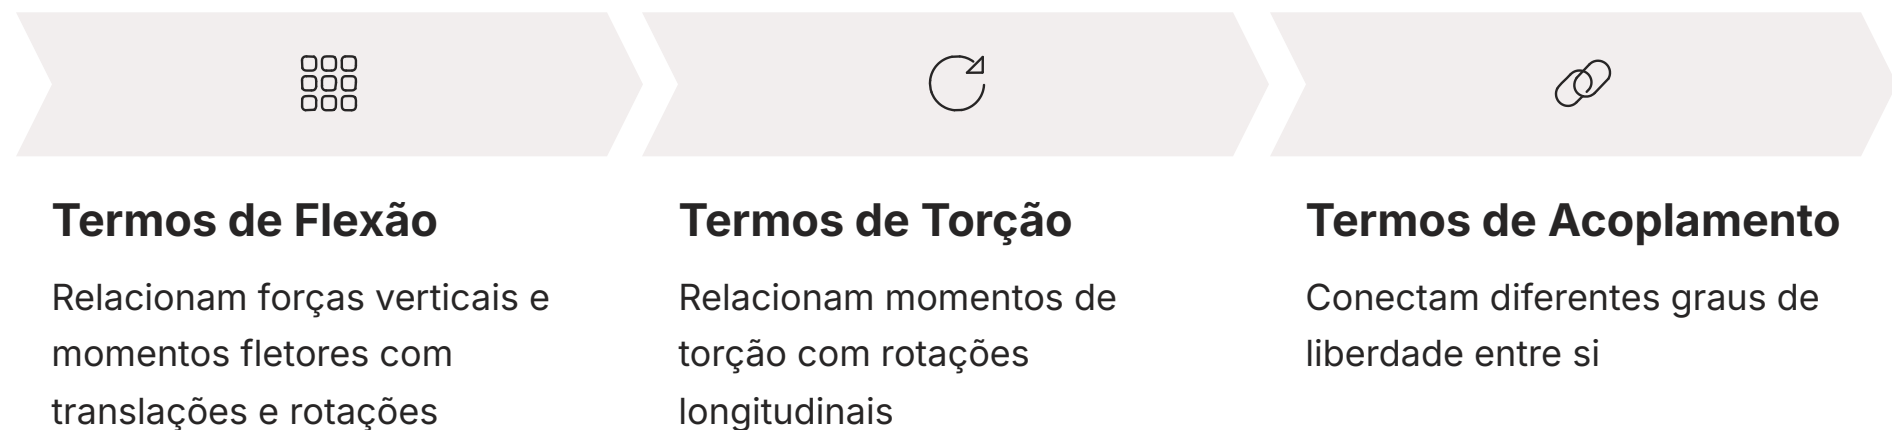 Termos de Flexão
Relacionam forças verticais e
momentos fletores com
translações e rotações
Termos de Torção
Relacionam momentos de
torção com rotações
longitudinais
Termos de Acoplamento
Conectam diferentes graus de
liberdade entre si